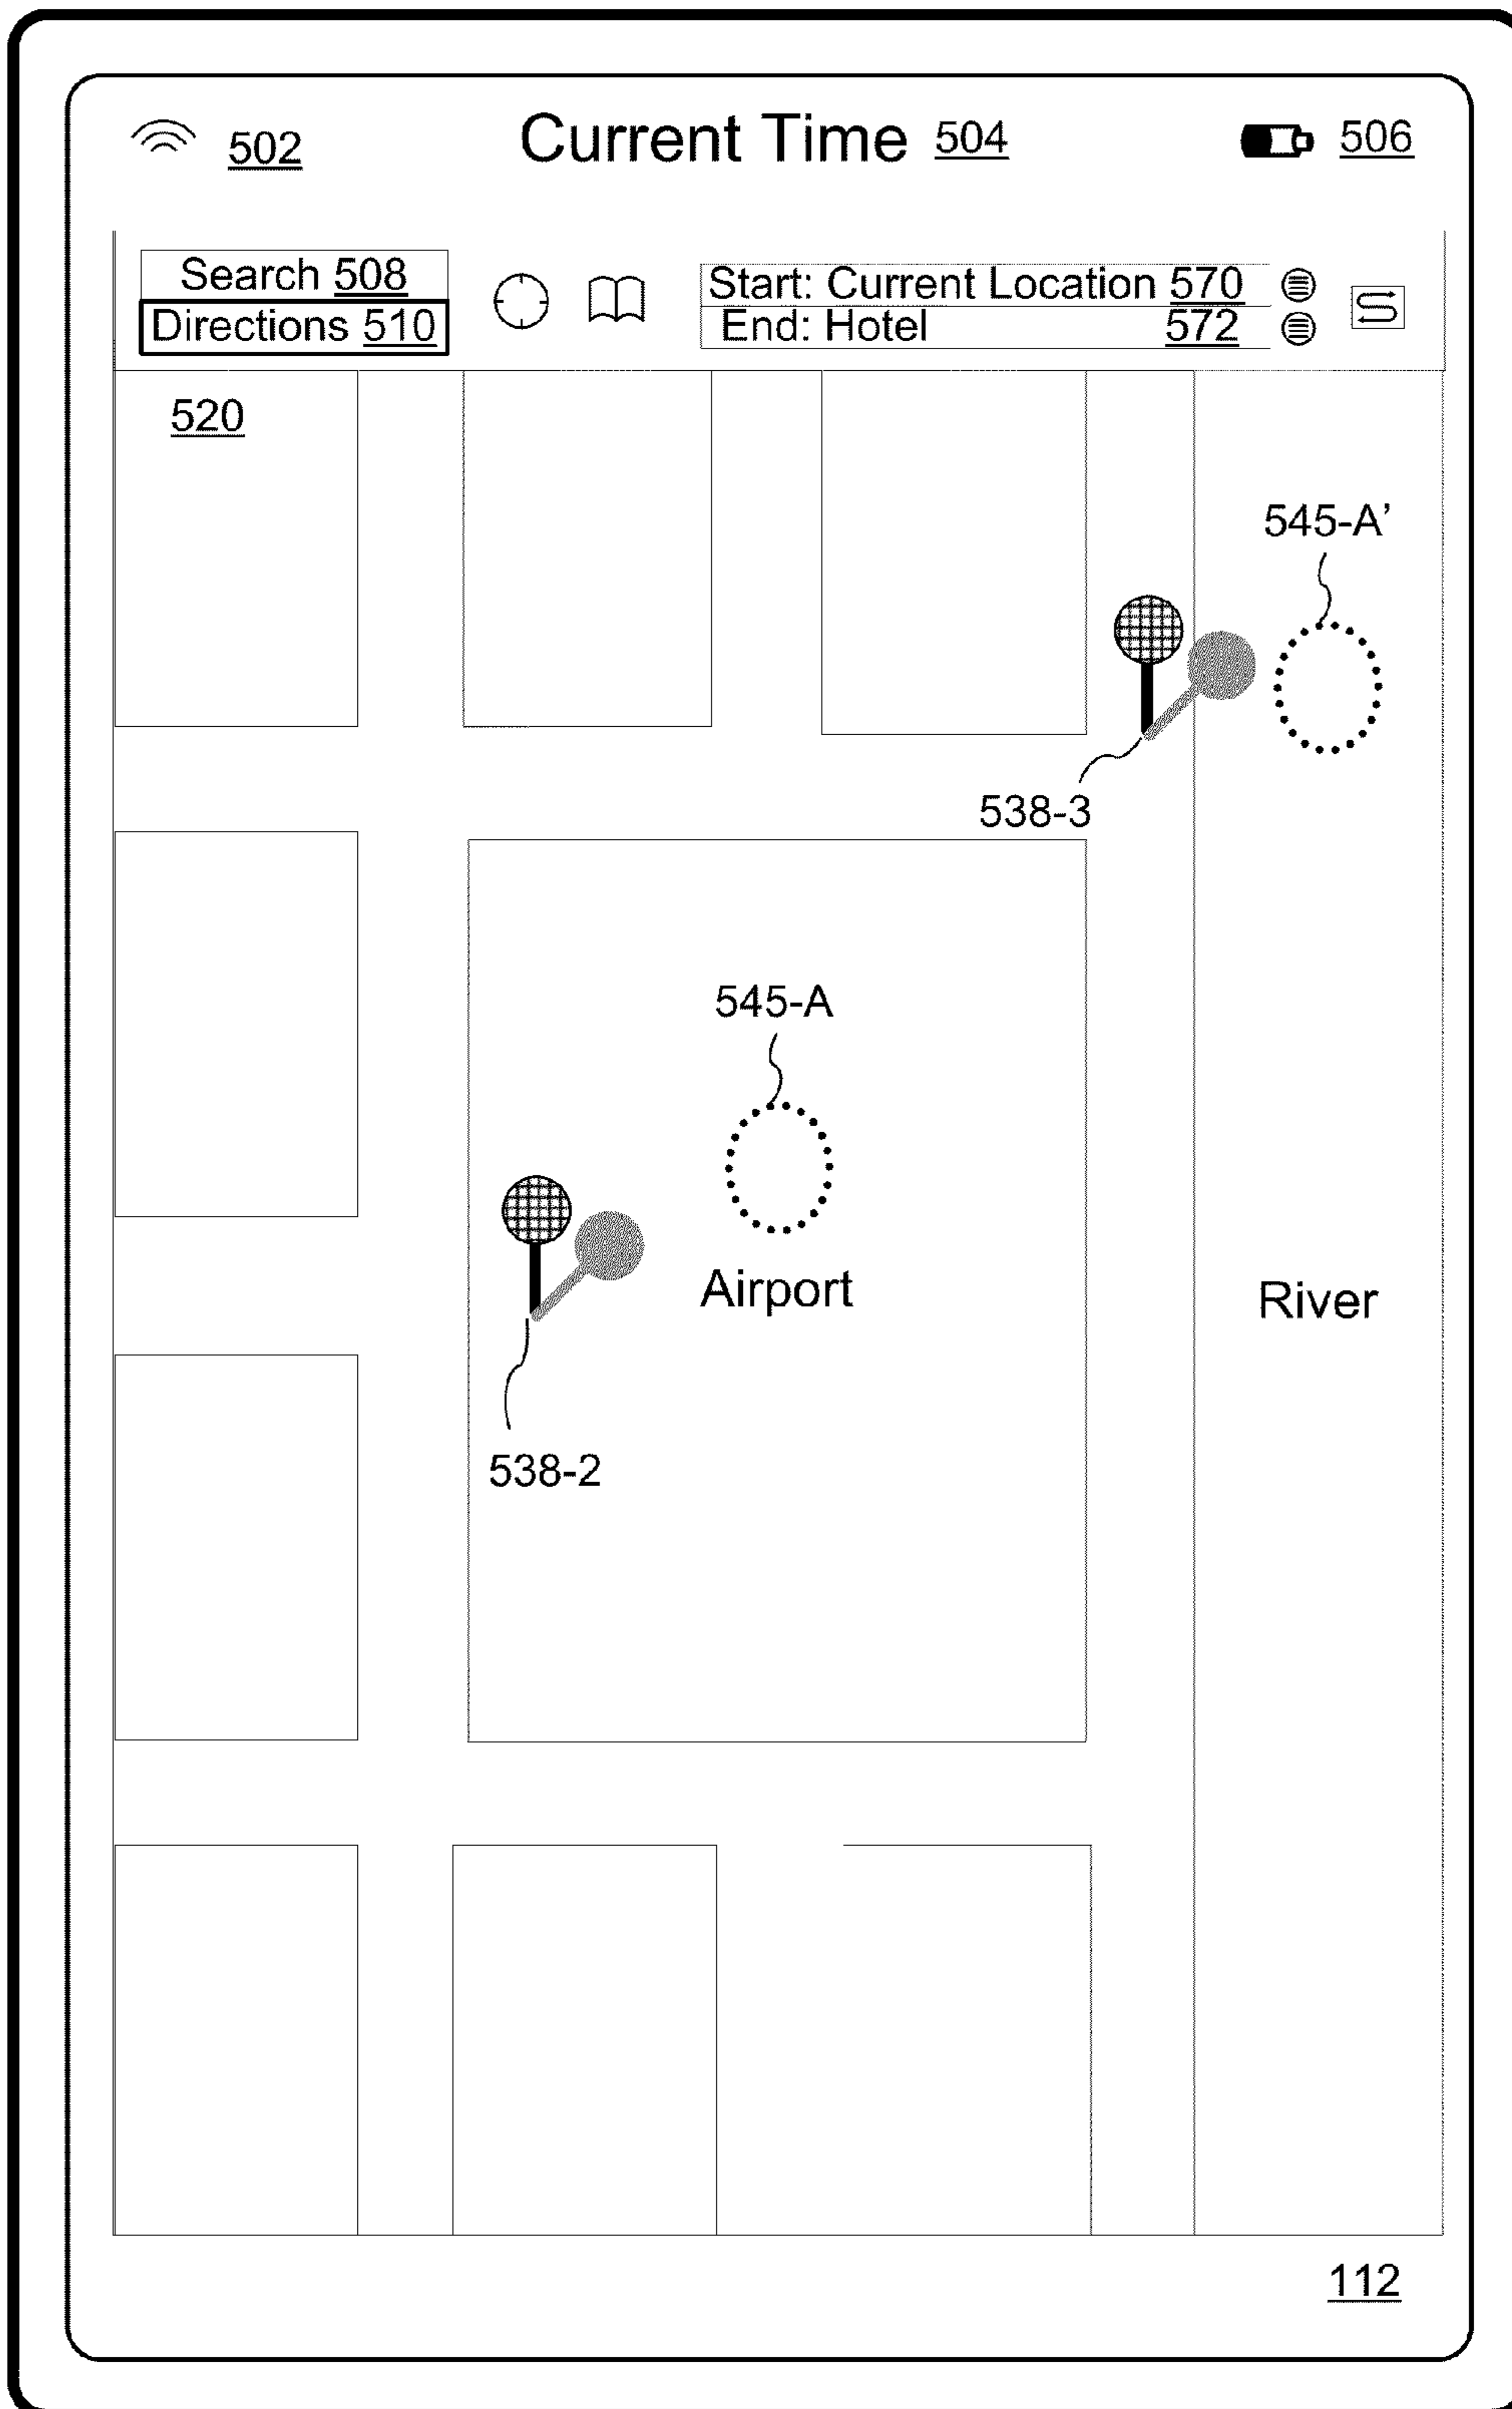 502
Current Time 504
506
Search 508
Directions 510
Start: Current Location 570
End: Hotel 572
520
545-A’
538-3
545-A
Airport
River
538-2
112